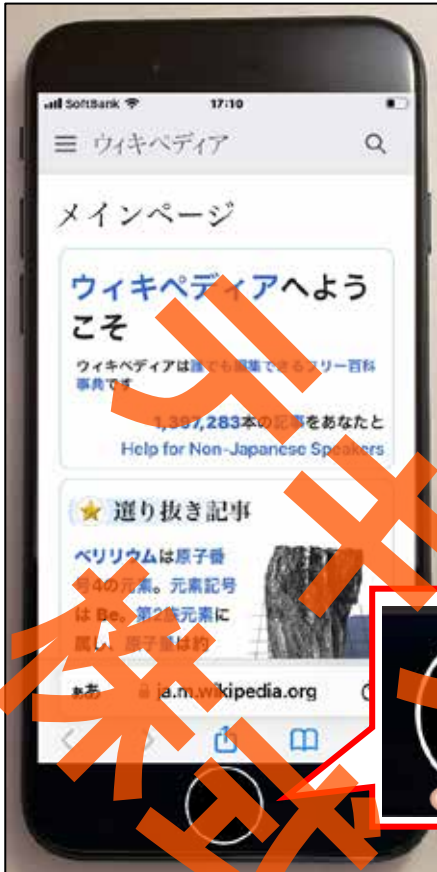 SoftBank 17:10
ウィキペディア
メインページ
ウィキペディアへよう
こそ
ウィキペディアは誰でも編集できるフリー百科
事典です
1,397,283本の記事をあなたと
Help for Non-Japanese Speakers
選り抜き記事
ベリリウムは原子番
号4の元素。元素記号
は Be。第2族元素に
属し、原子量は約
ぁあ ja.m.wikipedia.org